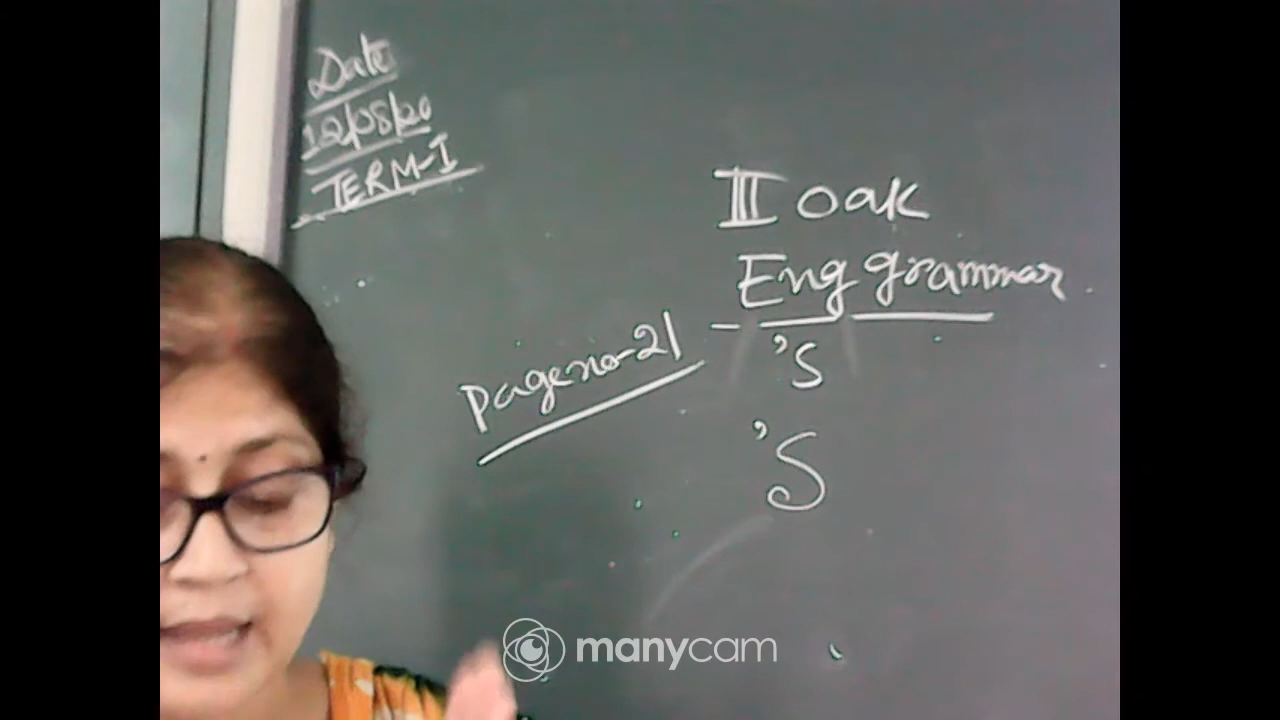 Date
12/08/20
TERM-I
III oak
Eng grammar
Page no-21
's
's
manycam